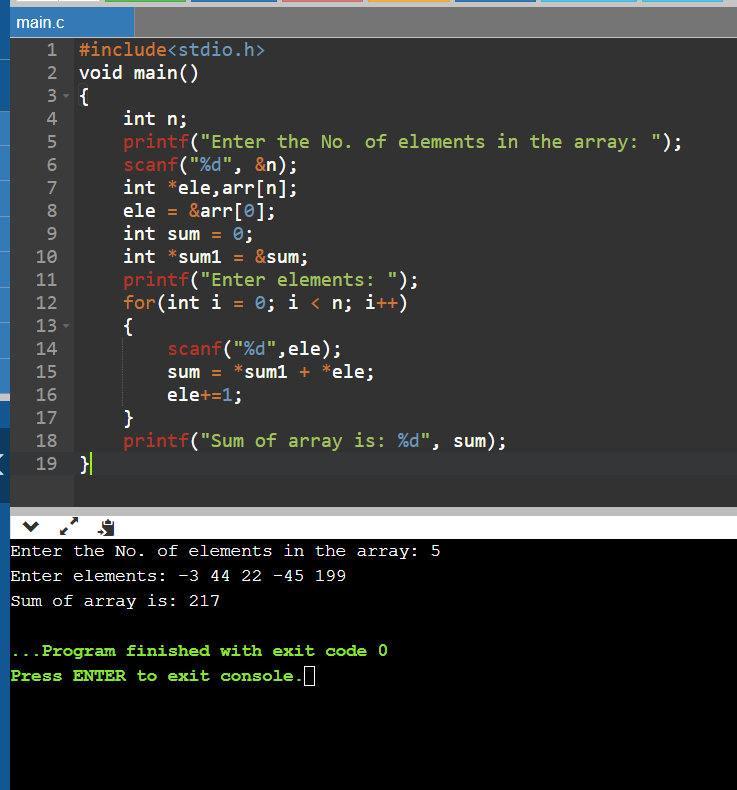 main.c
1 #include<stdio.h>
2 void main()
3 {
4     int n;
5     printf("Enter the No. of elements in the array: ");
6     scanf("%d", &n);
7     int *ele,arr[n];
8     ele = &arr[0];
9     int sum = 0;
10     int *sum1 = &sum;
11     printf("Enter elements: ");
12     for(int i = 0; i < n; i++)
13     {
14         scanf("%d",ele);
15         sum = *sum1 + *ele;
16         ele+=1;
17     }
18     printf("Sum of array is: %d", sum);
19 }
Enter the No. of elements in the array: 5
Enter elements: -3 44 22 -45 199
Sum of array is: 217
...Program finished with exit code 0
Press ENTER to exit console.